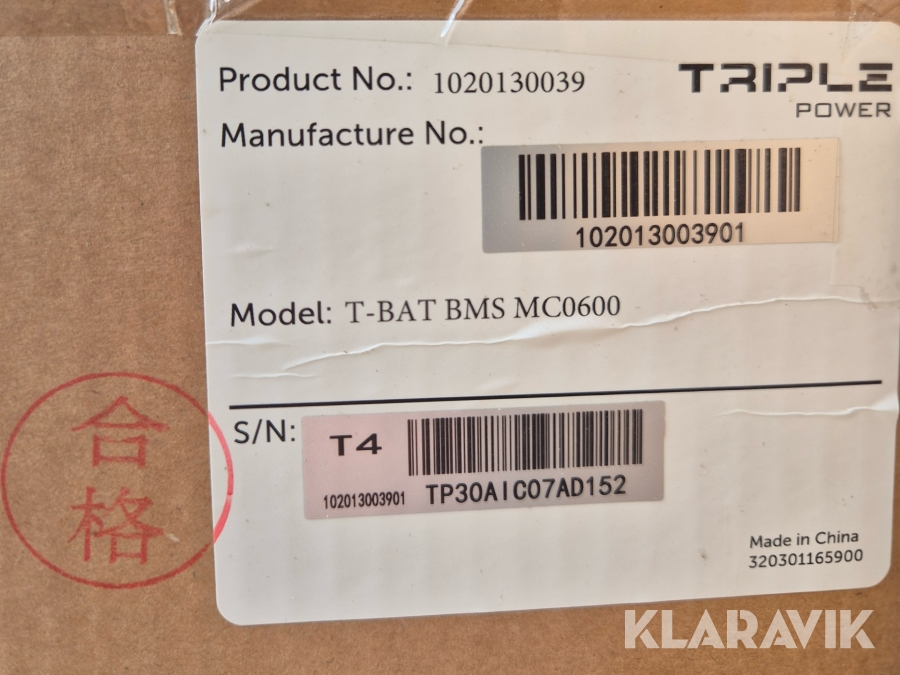 Product No.: 1020130039
TRIPLE
POWER
Manufacture No.:
102013003901
Model: T-BAT BMS MC0600
S/N:
T4
102013003901
TP30AIC07AD152
合格
Made in China
320301165900
KLARAVIK